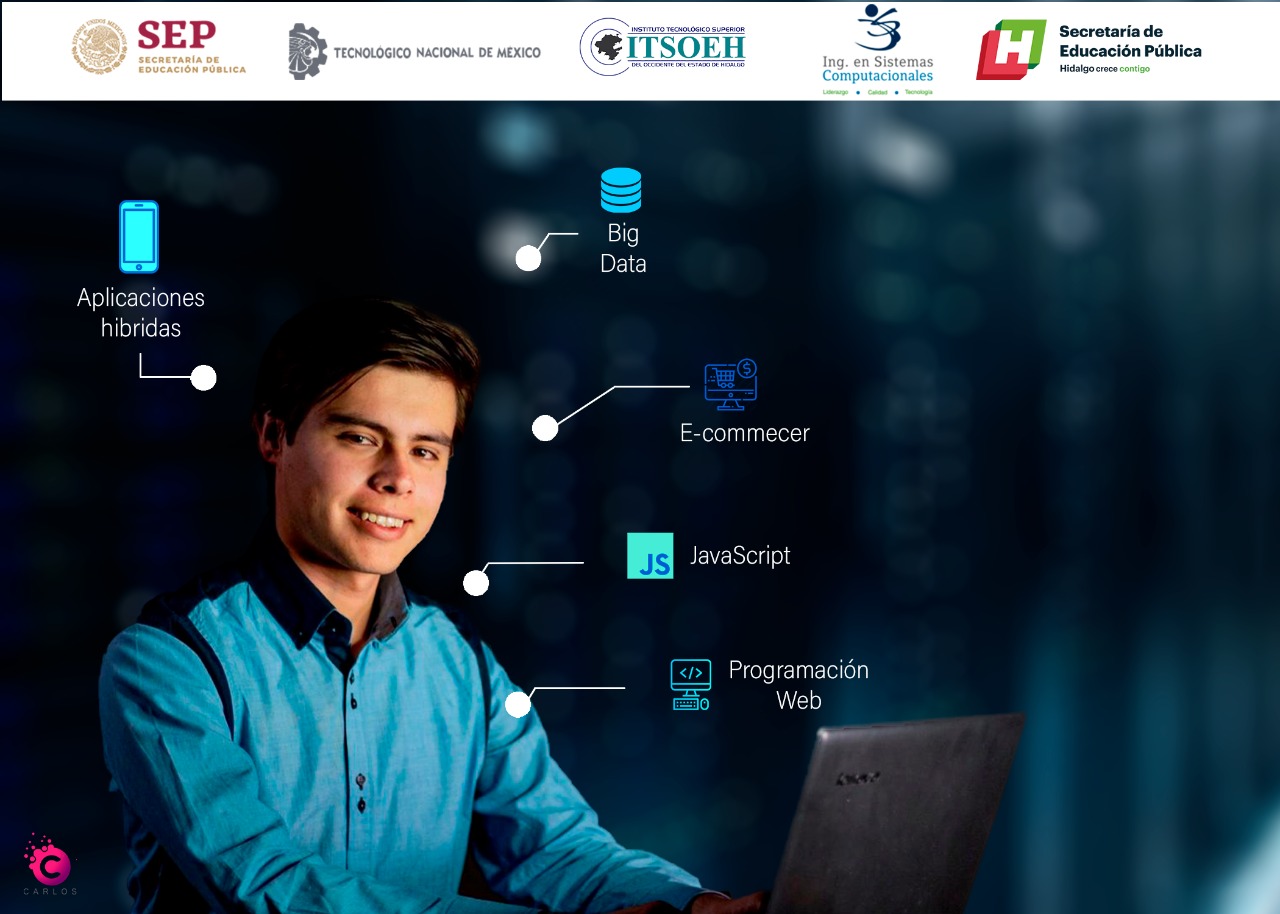 SEP
SECRETARÍA DE
EDUCACIÓN PÚBLICA
TECNOLÓGICO NACIONAL DE MÉXICO
INSTITUTO TECNOLÓGICO SUPERIOR
ITSOEH
DEL OCCIDENTE DEL ESTADO DE HIDALGO
Ing. en Sistemas
Computacionales
Liderazgo • Calidad • Tecnología
H
Secretaría de
Educación Pública
Hidalgo crece contigo
Big
Data
Aplicaciones
hibridas
$
E-commecer
JS
JavaScript
</>
Programación
Web
C
CARLOS